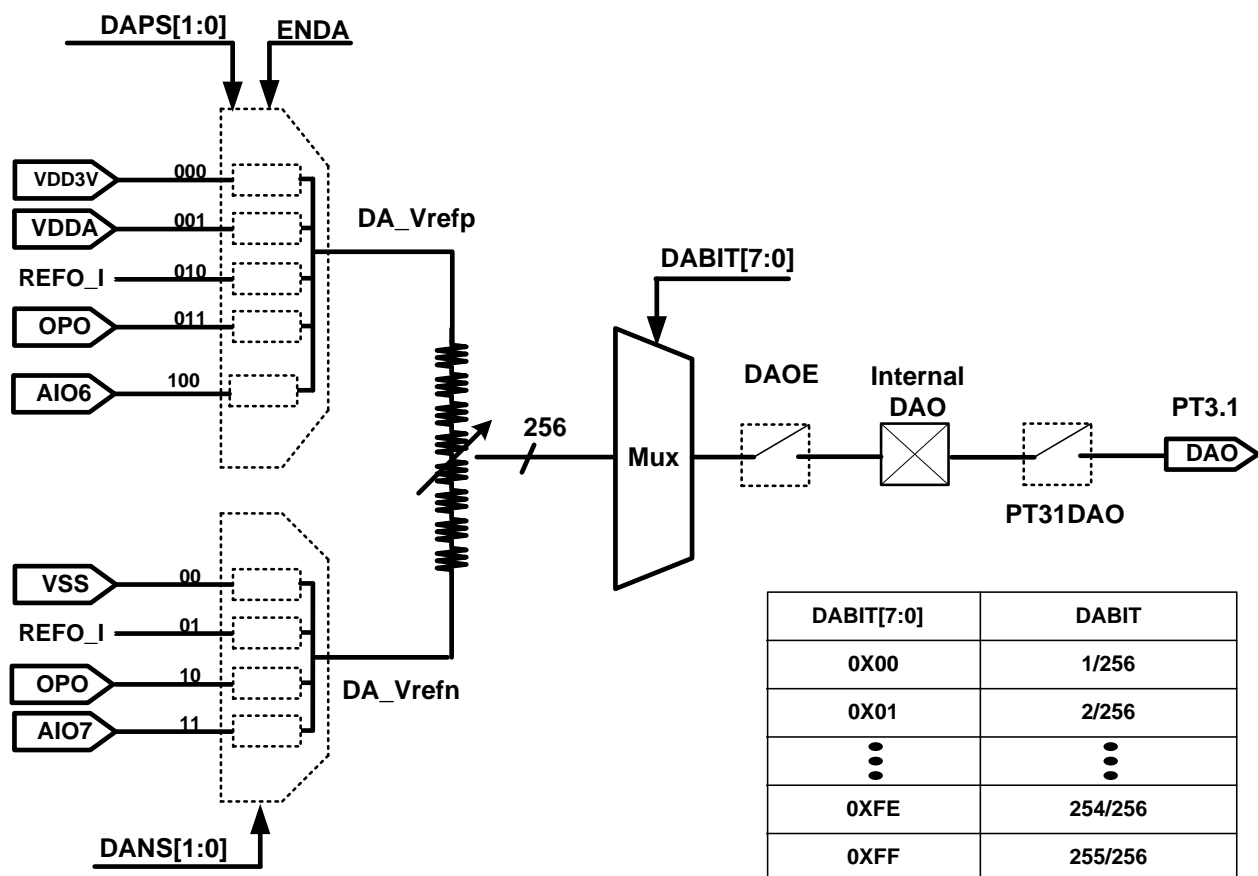 DAPS[1:0] ENDA
VDD3V 000
VDDA 001
REFO_I 010
OPO 011
AIO6 100
DA_Vrefp
DABIT[7:0]
256
Mux
DAOE
Internal
DAO
PT31DAO
PT3.1
DAO
VSS 00
REFO_I 01
OPO 10
AIO7 11
DA_Vrefn
DANS[1:0]
DABIT[7:0] DABIT
0X00 1/256
0X01 2/256
0XFE 254/256
0XFF 255/256